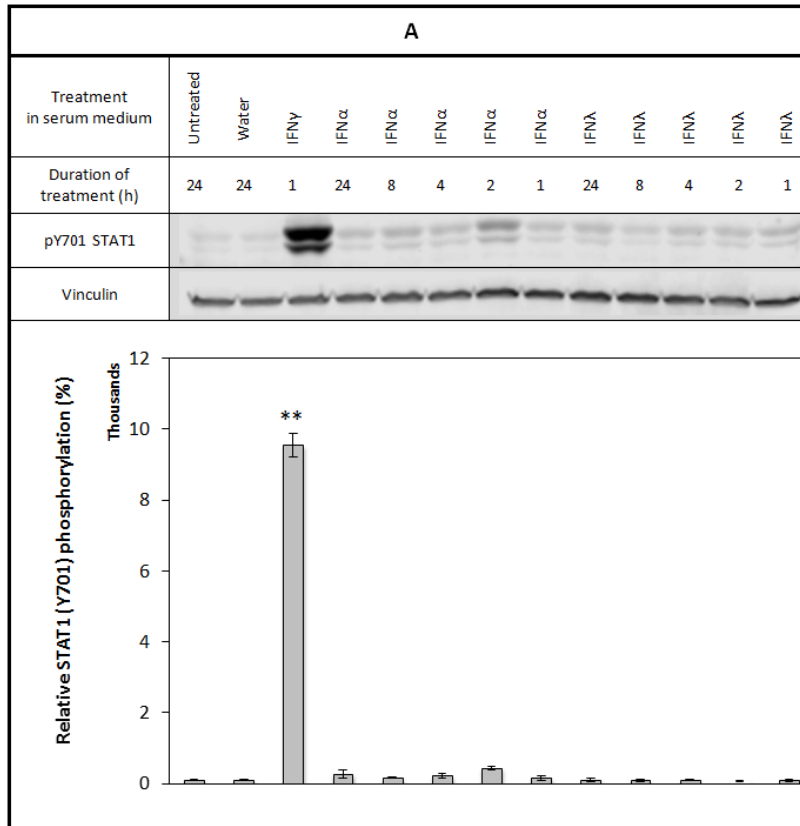 A
Treatment
in serum medium
Untreated
Water
IFNγ
IFNα
IFNα
IFNα
IFNα
IFNα
IFNλ
IFNλ
IFNλ
IFNλ
IFNλ
Duration of
treatment (h)
24 24 1 24 8 4 2 1 24 8 4 2 1
pY701 STAT1
Vinculin
Relative STAT1 (Y701) phosphorylation (%)
Thousands
12
10
8
6
4
2
0
**